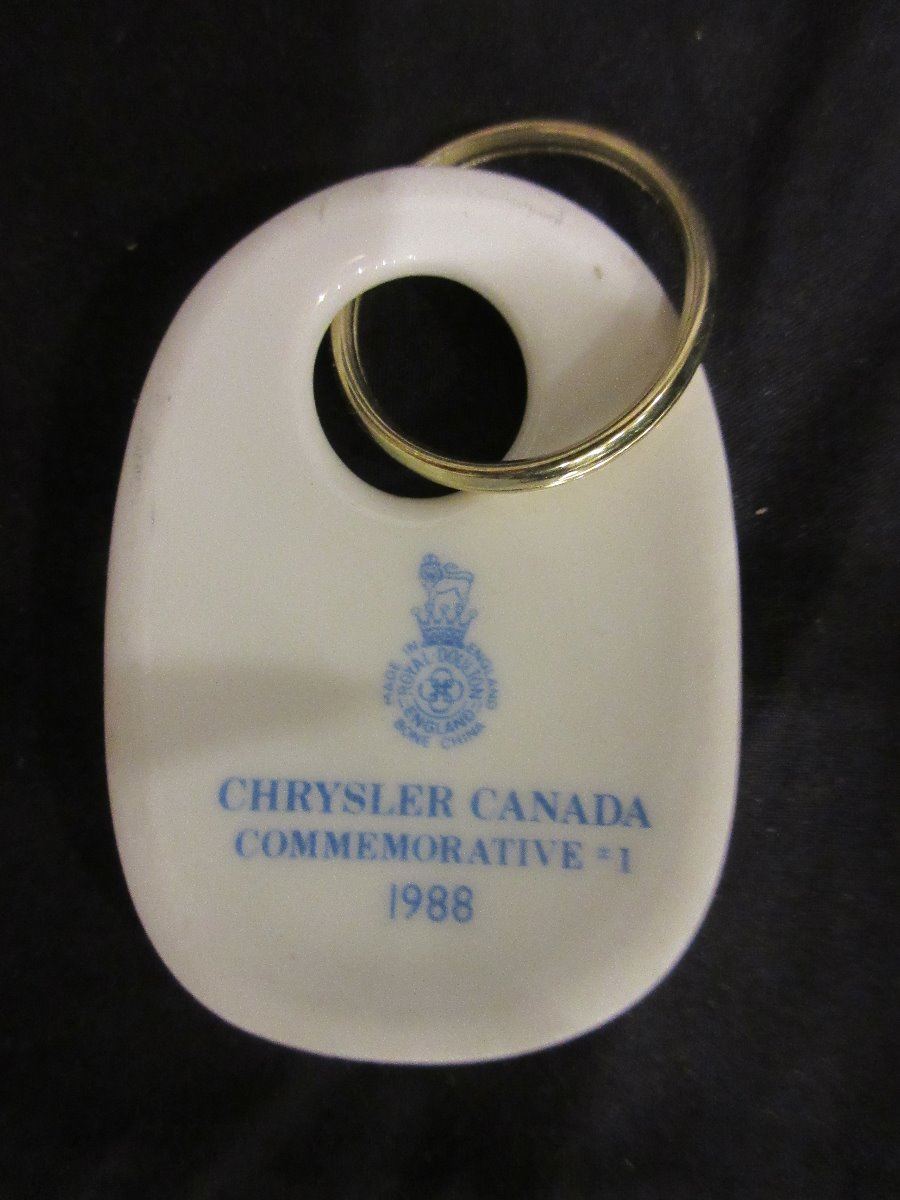 MADE IN ENGLAND
ROYAL DOULTON
ENGLAND
BONE CHINA
CHRYSLER CANADA
COMMEMORATIVE #1
1988